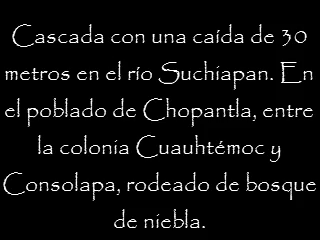 Cascada con una caída de 30
metros en el río Suchiapan. En
el poblado de Chopantla, entre
la colonia Cuauhtémoc y
Consolapa, rodeado de bosque
de niebla.